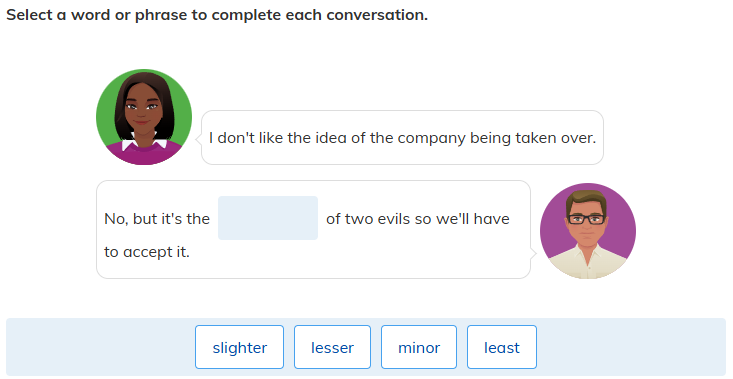 Select a word or phrase to complete each conversation.
I don't like the idea of the company being taken over.
No, but it's the of two evils so we'll have
to accept it.
slighter lesser minor least